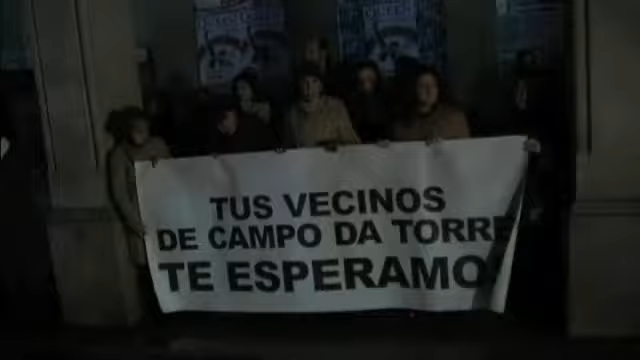 TUS VECINOS
DE CAMPO DA TORRE
TE ESPERAMO